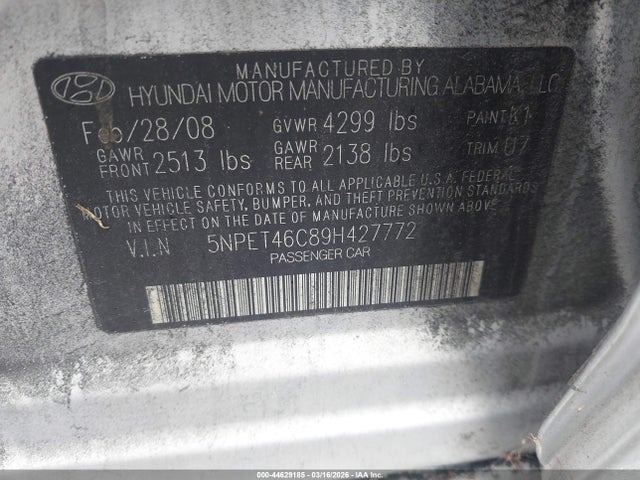 MANUFACTURED BY
HYUNDAI MOTOR MANUFACTURING ALABAMA, LLC
Feb/28/08 GVWR 4299 lbs PAINT K1
GAWR FRONT 2513 lbs GAWR REAR 2138 lbs TRIM U7
THIS VEHICLE CONFORMS TO ALL APPLICABLE U.S.A. FEDERAL
MOTOR VEHICLE SAFETY, BUMPER, AND THEFT PREVENTION STANDARDS
IN EFFECT ON THE DATE OF MANUFACTURE SHOWN ABOVE.
V.I.N 5NPET46C89H427772
PASSENGER CAR
000-44629185 - 03/16/2026 - IAA Inc.